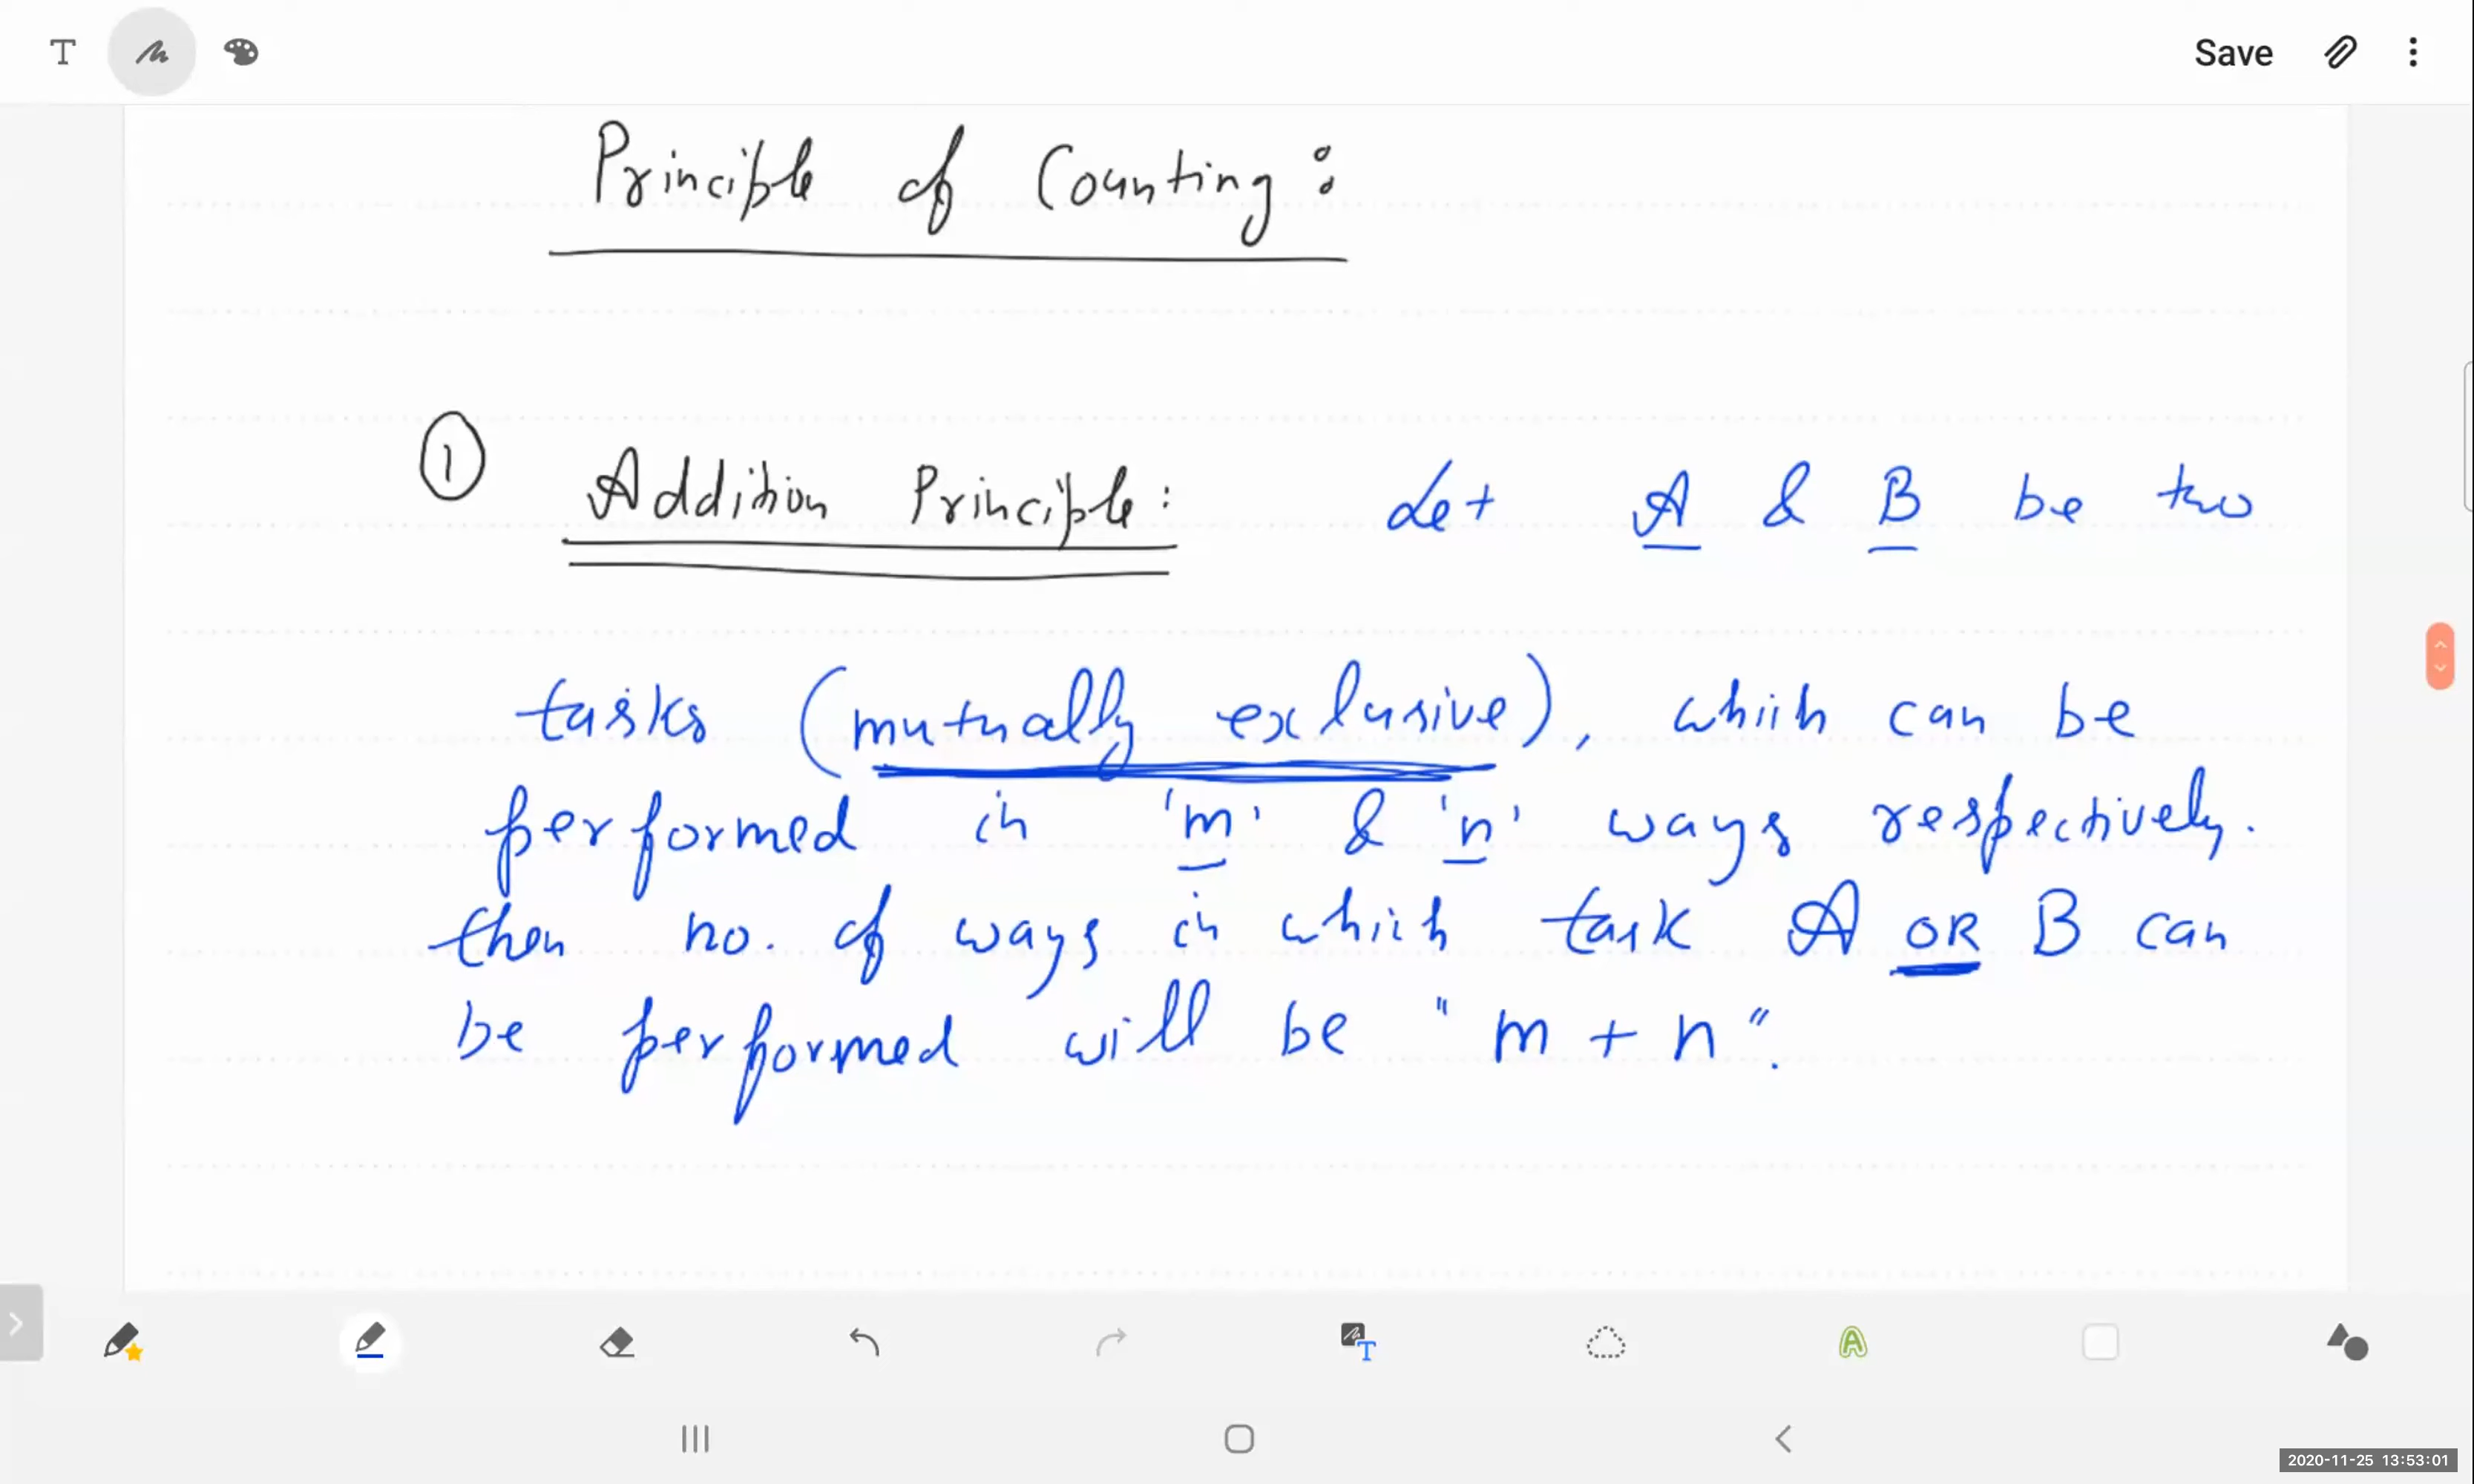 T
Save
Principle of Counting :
1 Addition Principle : Let A & B be two
tasks (mutually exclusive), which can be
performed in 'm' & 'n' ways respectively.
then no. of ways in which task A OR B can
be performed will be "m + n".
2020-11-25 13:53:01